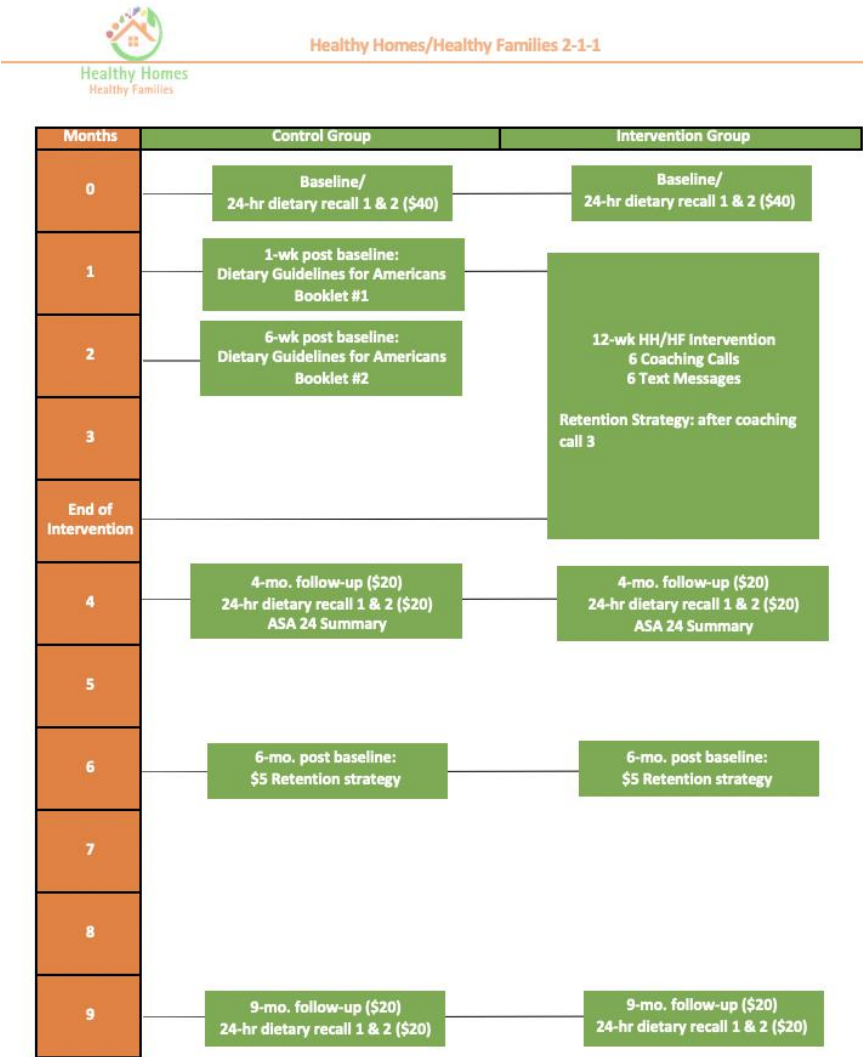 Healthy Homes
Healthy Families
Healthy Homes/Healthy Families 2-1-1
Months
Control Group
Intervention Group
0
Baseline/
24-hr dietary recall 1 & 2 ($40)
Baseline/
24-hr dietary recall 1 & 2 ($40)
1
1-wk post baseline:
Dietary Guidelines for Americans
Booklet #1
12-wk HH/HF Intervention
6 Coaching Calls
6 Text Messages
Retention Strategy: after coaching
call 3
2
6-wk post baseline:
Dietary Guidelines for Americans
Booklet #2
3
End of
Intervention
4
4-mo. follow-up ($20)
24-hr dietary recall 1 & 2 ($20)
ASA 24 Summary
4-mo. follow-up ($20)
24-hr dietary recall 1 & 2 ($20)
ASA 24 Summary
5
6
6-mo. post baseline:
$5 Retention strategy
6-mo. post baseline:
$5 Retention strategy
7
8
9
9-mo. follow-up ($20)
24-hr dietary recall 1 & 2 ($20)
9-mo. follow-up ($20)
24-hr dietary recall 1 & 2 ($20)